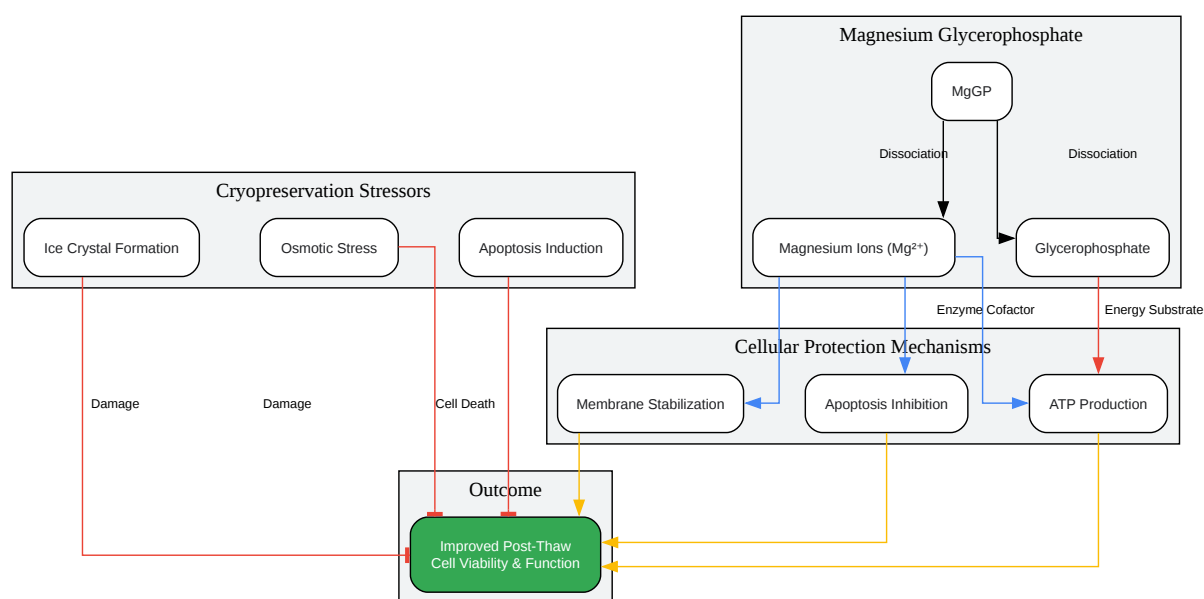 Magnesium Glycerophosphate
MgGP
Dissociation
Dissociation
Cryopreservation Stressors
Ice Crystal Formation
Osmotic Stress
Apoptosis Induction
Magnesium Ions (Mg²⁺)
Glycerophosphate
Enzyme Cofactor
Energy Substrate
Cellular Protection Mechanisms
Damage
Damage
Cell Death
Membrane Stabilization
Apoptosis Inhibition
ATP Production
Outcome
Improved Post-Thaw
Cell Viability & Function